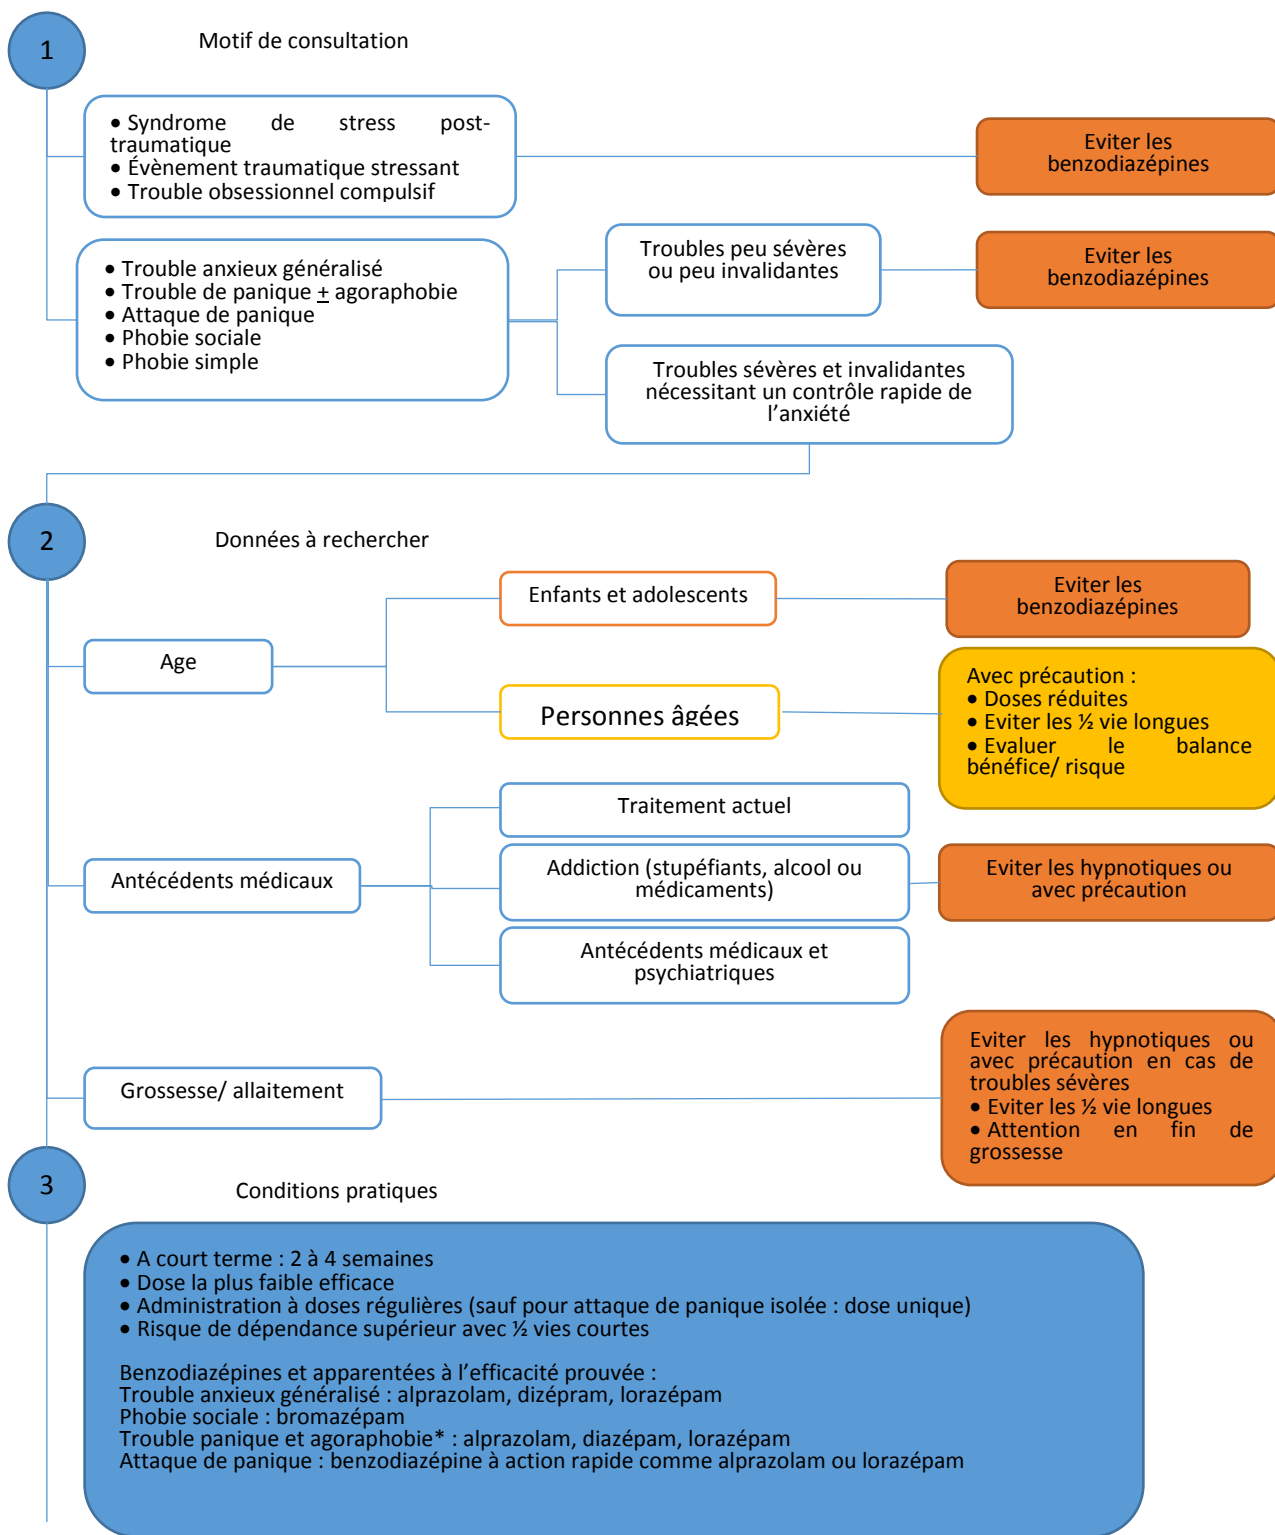 1
Motif de consultation
• Syndrome de stress post-
traumatique
• Évènement traumatique stressant
• Trouble obsessionnel compulsif
Eviter les
benzodiazépines
• Trouble anxieux généralisé
• Trouble de panique + agoraphobie
• Attaque de panique
• Phobie sociale
• Phobie simple
Troubles peu sévères
ou peu invalidantes
Eviter les
benzodiazépines
Troubles sévères et invalidantes
nécessitant un contrôle rapide de
l’anxiété
2
Données à rechercher
Age
Enfants et adolescents
Eviter les
benzodiazépines
Personnes âgées
Avec précaution :
• Doses réduites
• Eviter les ½ vie longues
• Evaluer le balance
bénéfice/ risque
Antécédents médicaux
Traitement actuel
Addiction (stupéfiants, alcool ou
médicaments)
Eviter les hypnotiques ou
avec précaution
Antécédents médicaux et
psychiatriques
Grossesse/ allaitement
Eviter les hypnotiques ou
avec précaution en cas de
troubles sévères
• Eviter les ½ vie longues
• Attention en fin de
grossesse
3
Conditions pratiques
• A court terme : 2 à 4 semaines
• Dose la plus faible efficace
• Administration à doses régulières (sauf pour attaque de panique isolée : dose unique)
• Risque de dépendance supérieur avec ½ vies courtes
Benzodiazépines et apparentées à l’efficacité prouvée :
Trouble anxieux généralisé : alprazolam, dizépram, lorazépam
Phobie sociale : bromazépam
Trouble panique et agoraphobie* : alprazolam, diazépam, lorazépam
Attaque de panique : benzodiazépine à action rapide comme alprazolam ou lorazépam